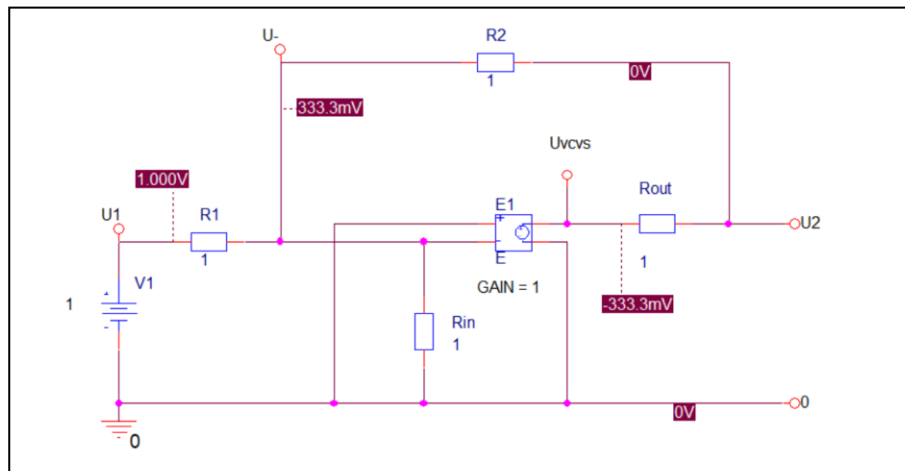 U-
R2
1
0V
333.3mV
Uvcvs
1.000V
U1
R1
1
E1
+
-
E
GAIN = 1
Rout
1
U2
-333.3mV
1
+
V1
-
Rin
1
0V
0
0